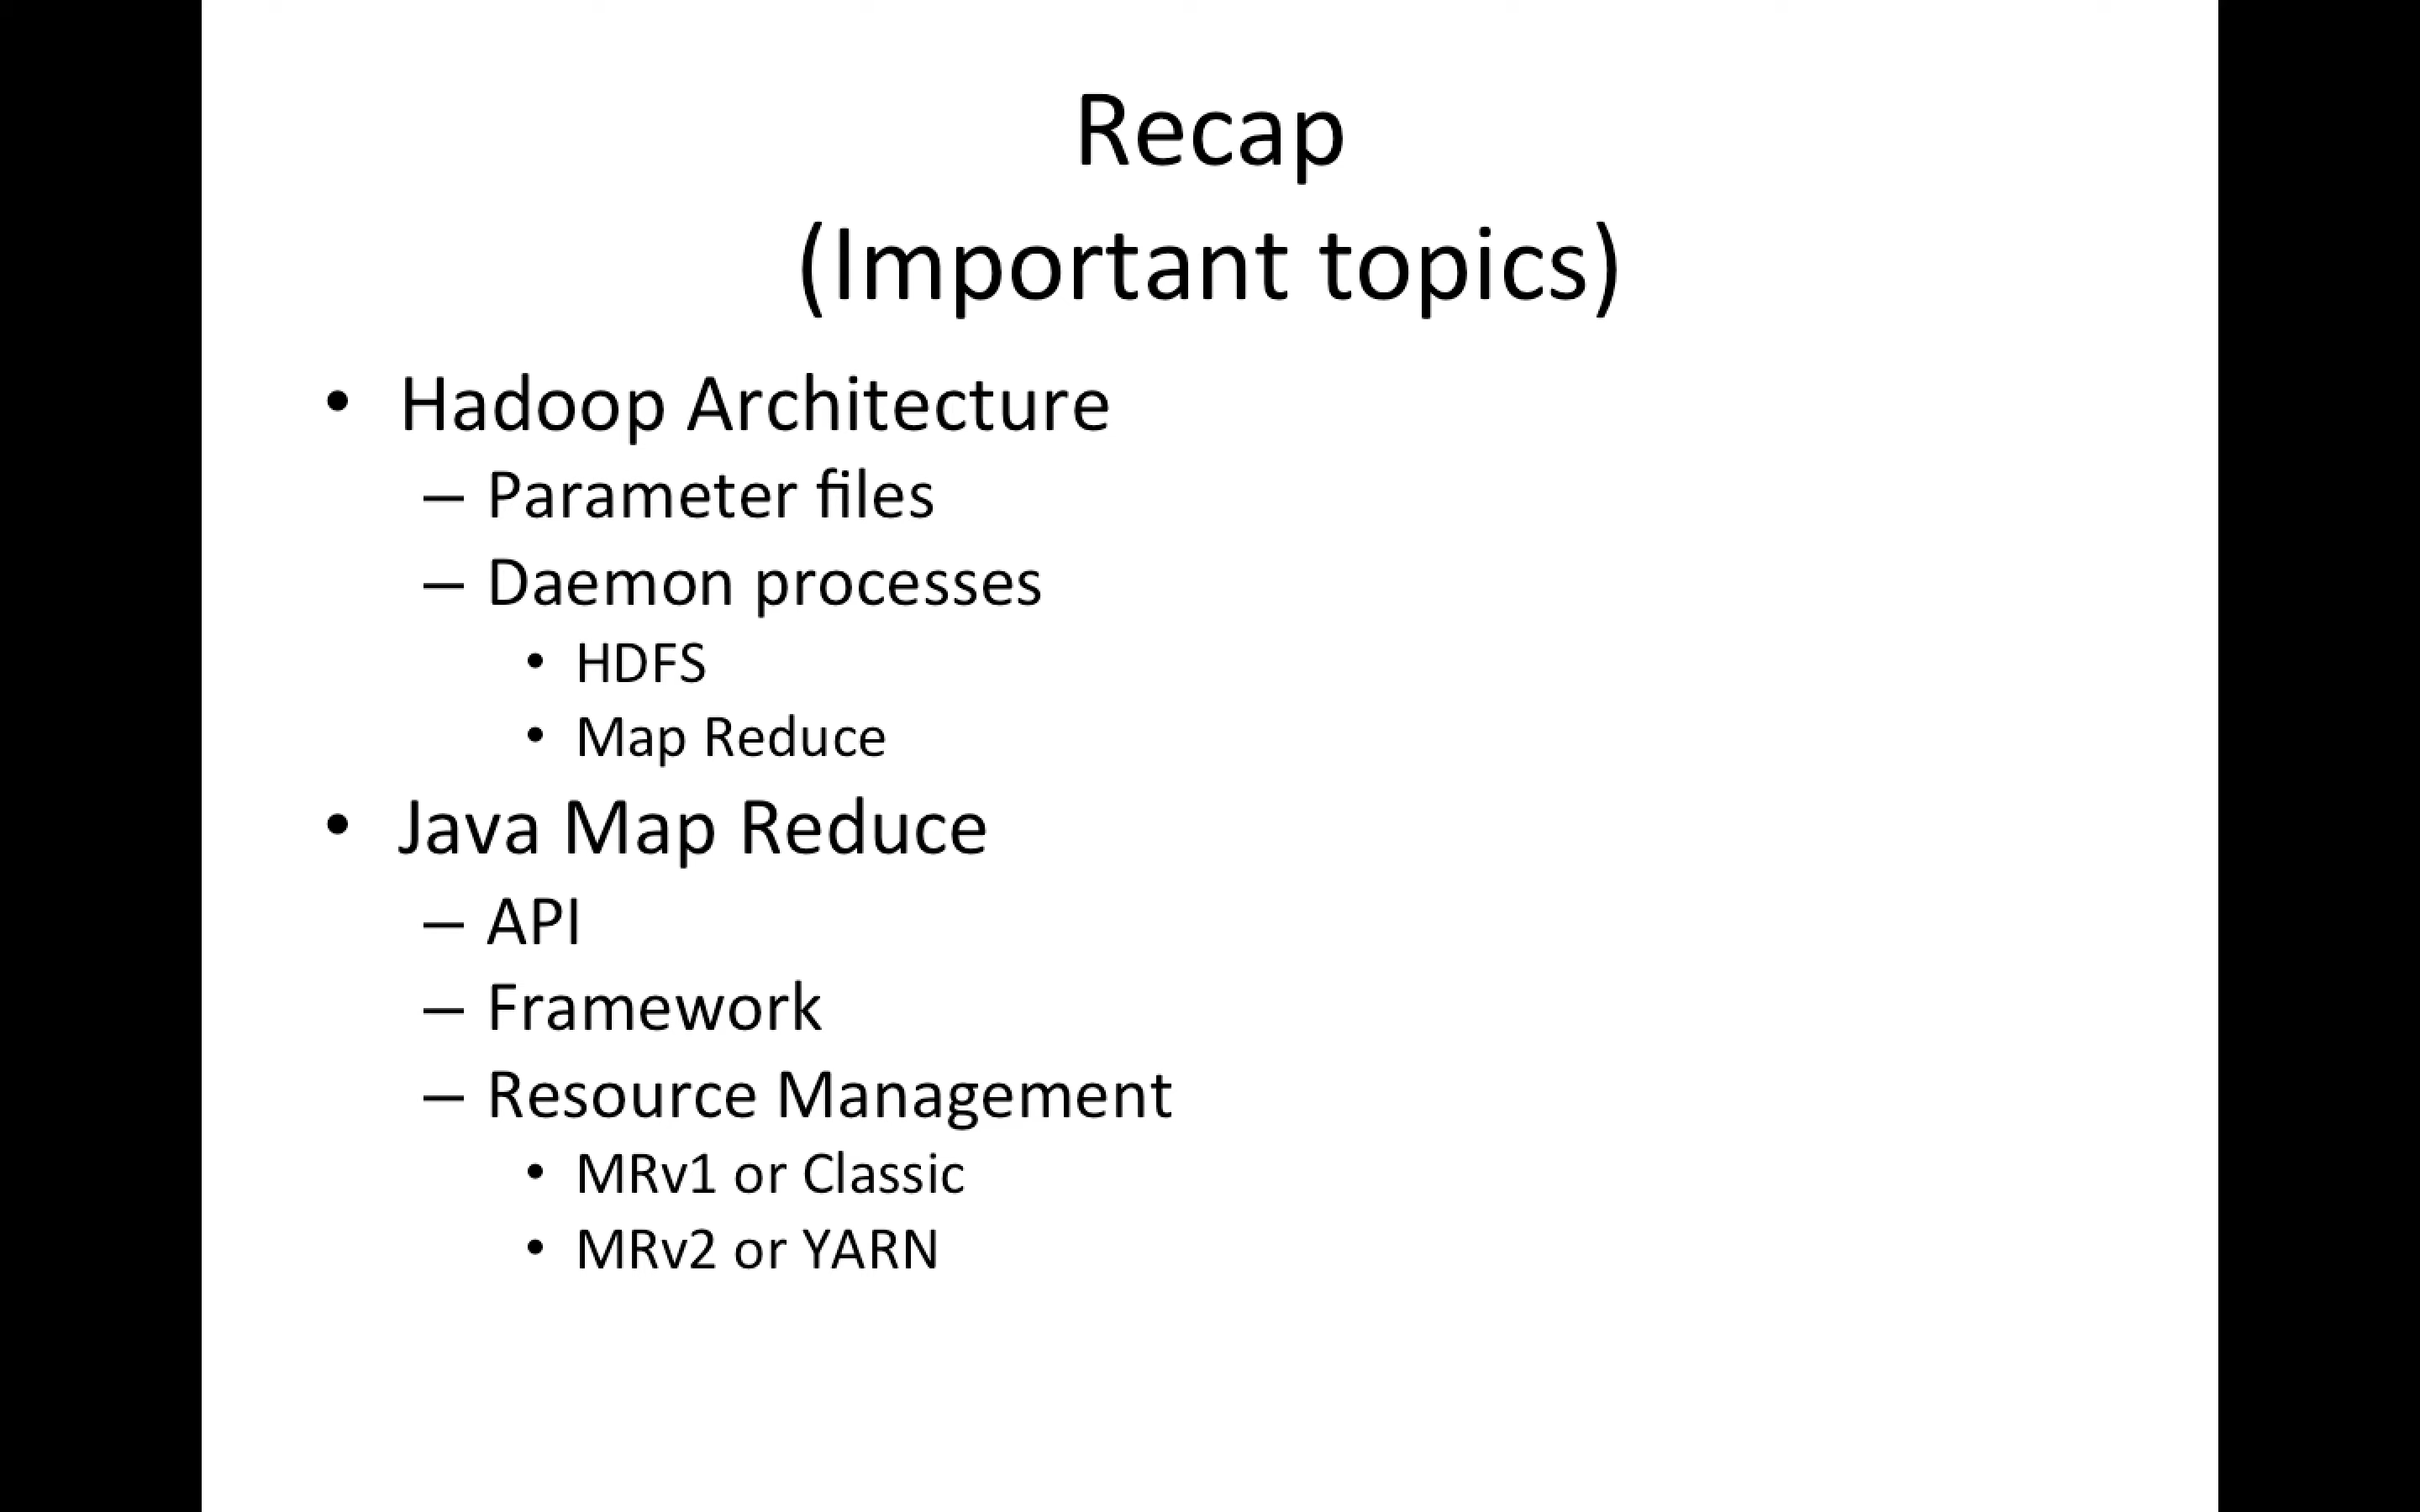 Recap
(Important topics)
• Hadoop Architecture
– Parameter files
– Daemon processes
• HDFS
• Map Reduce
• Java Map Reduce
– API
– Framework
– Resource Management
• MRv1 or Classic
• MRv2 or YARN